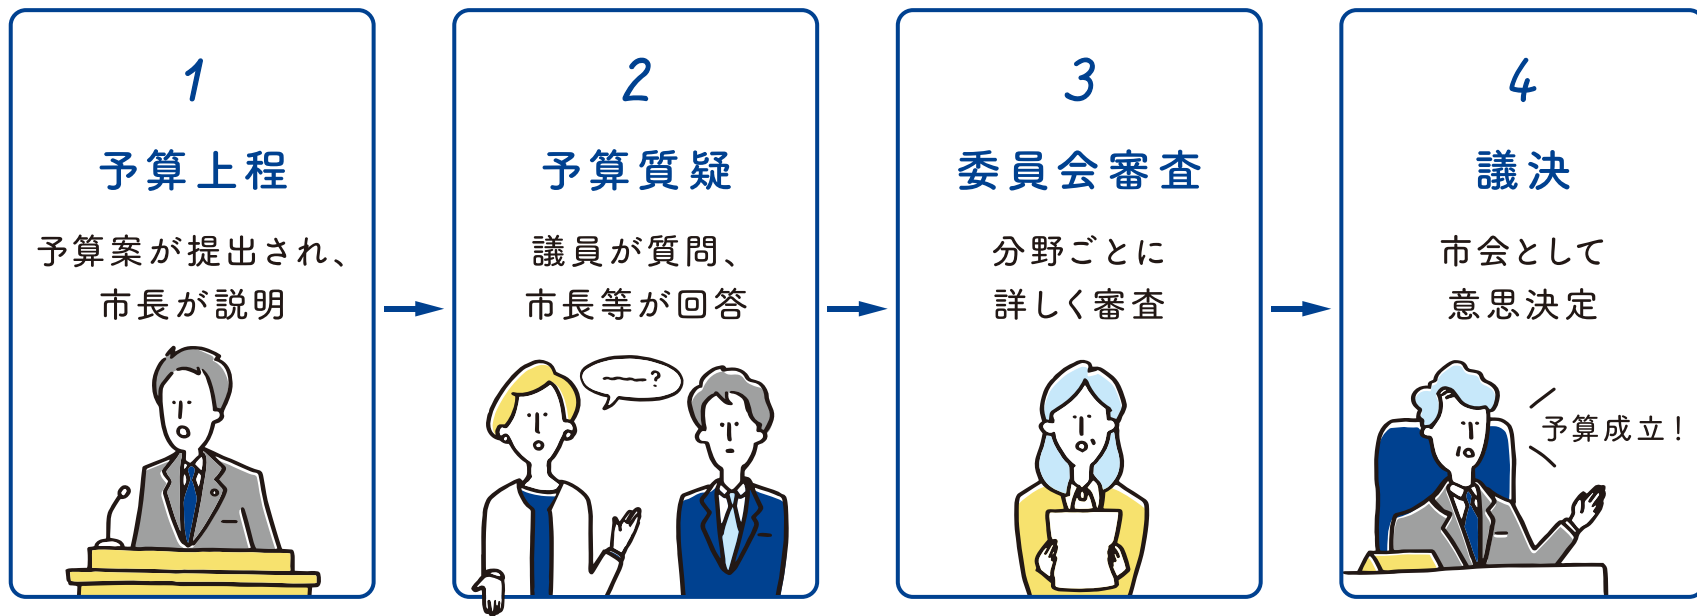 1
予算上程
予算案が提出され、
市長が説明
2
予算質疑
議員が質問、
市長等が回答
?
3
委員会審査
分野ごとに
詳しく審査
4
議決
市会として
意思決定
予算成立!